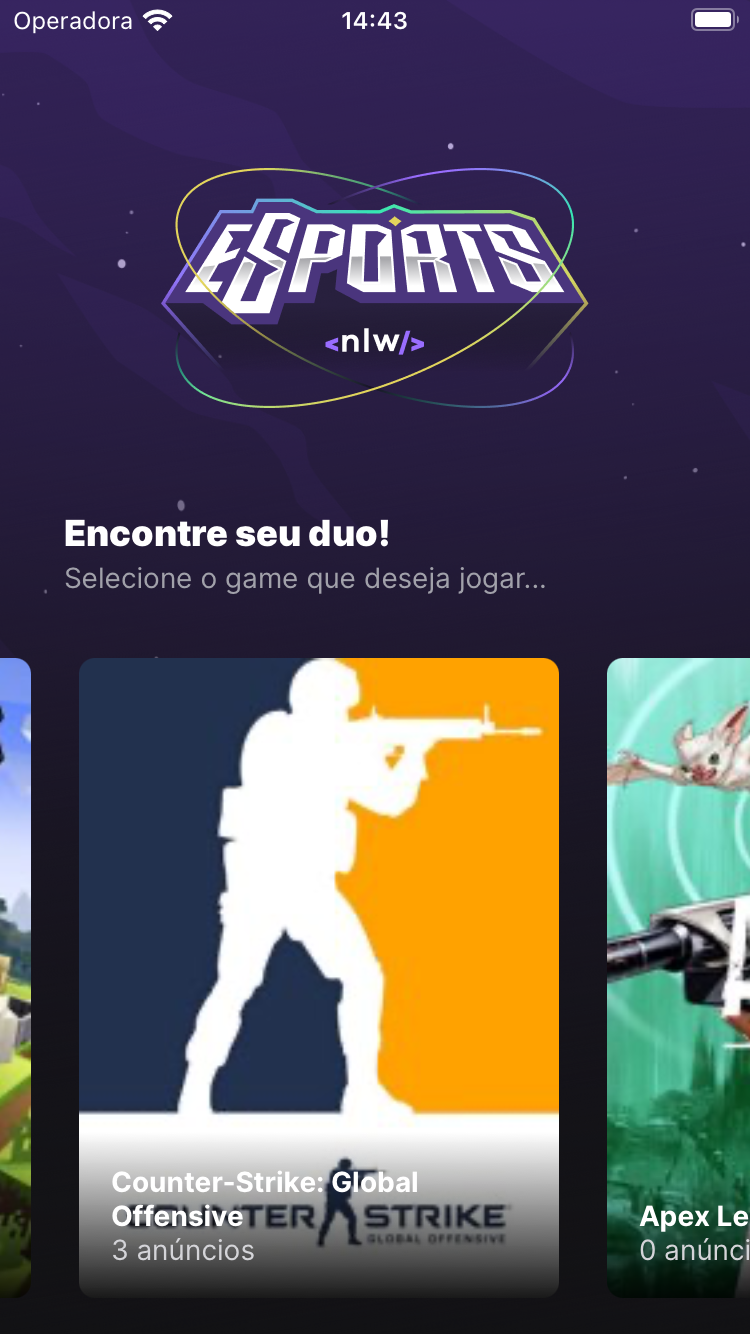 Operadora 14:43
ESPORTS
<nlw/>
Encontre seu duo!
Selecione o game que deseja jogar...
Counter-Strike: Global
Offensive
3 anúncios
COUNTER STRIKE
GLOBAL OFFENSIVE
Apex Le
0 anúnci